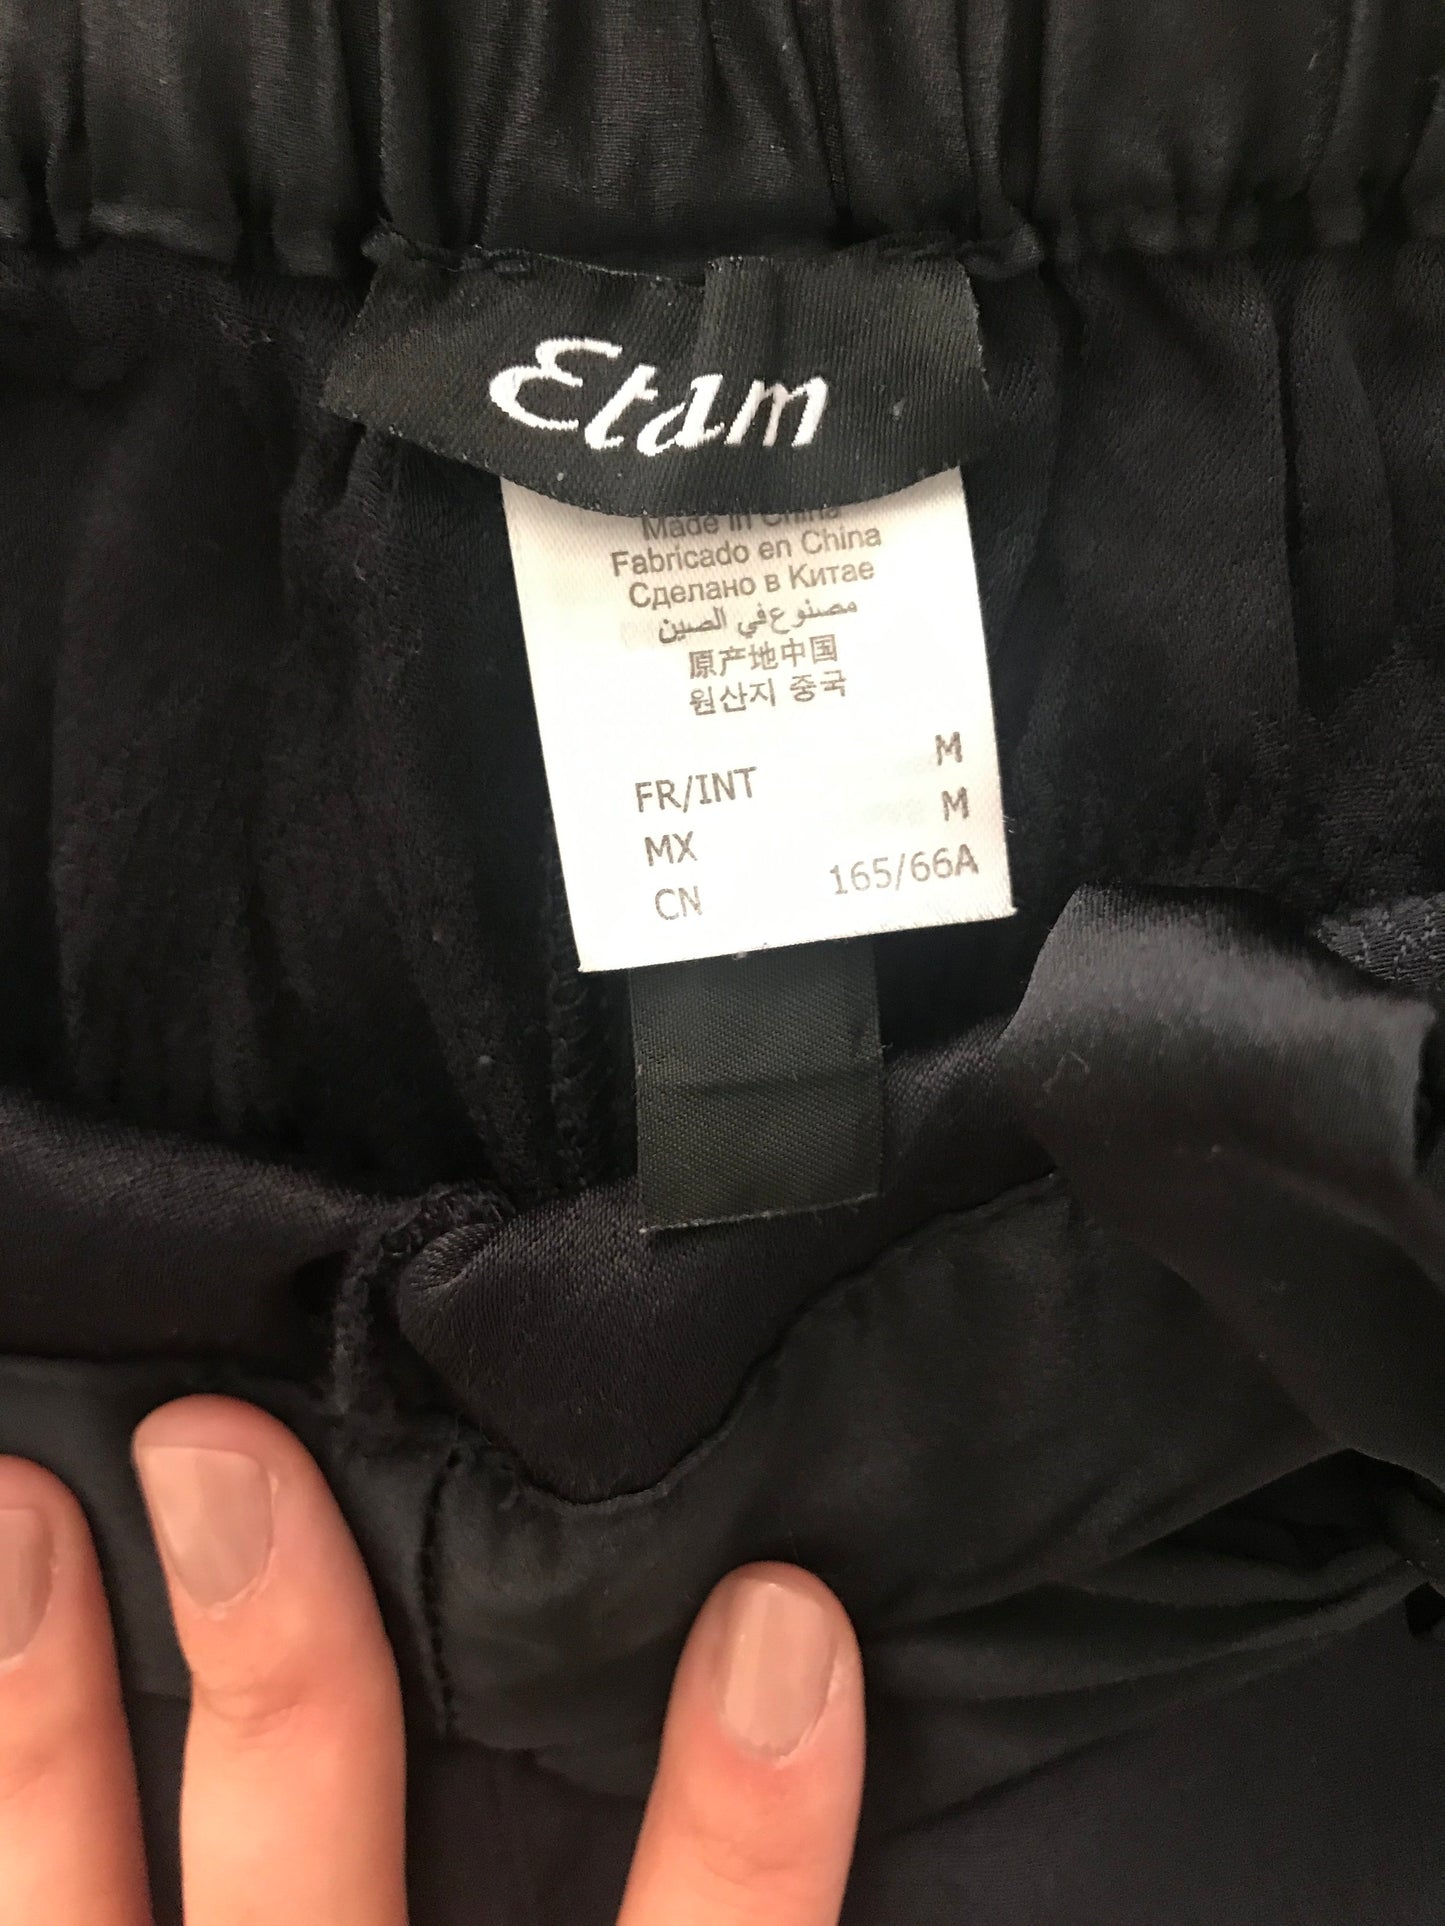 Etam
Made in China
Fabricado en China
Сделано в Китае
مصنوع في الصين
原产地中国
원산지 중국
FR/INT M
MX M
CN 165/66A